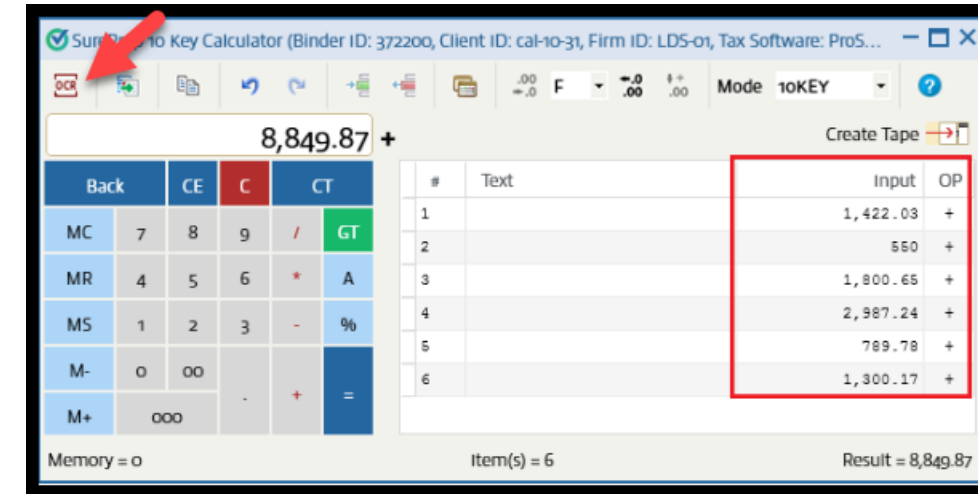 10 Key Calculator (Binder ID: 372200, Client ID: cal-10-31, Firm ID: LDS-01, Tax Software: ProS...
OCR .00 F .0 .00 .00 Mode 10KEY ?
8,849.87 + Create Tape
Back CE C CT
MC 7 8 9 / GT
MR 4 5 6 * A
MS 1 2 3 - %
M- 0 00 . + =
M+ 000
# Text Input OP
1 1,422.03 +
2 550 +
3 1,800.65 +
4 2,987.24 +
5 789.78 +
6 1,300.17 +
Memory = 0 Item(s) = 6 Result = 8,849.87